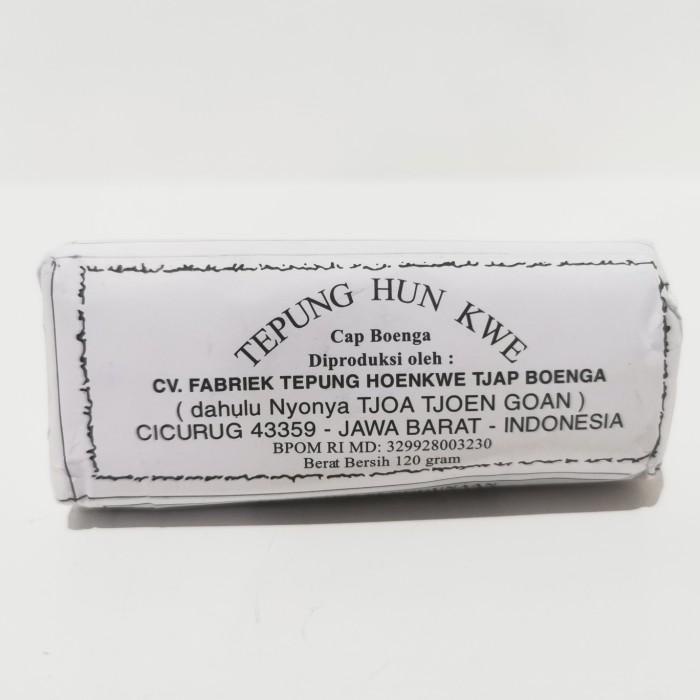 TEPUNG HUN KWE
Cap Boenga
Diproduksi oleh :
CV. FABRIEK TEPUNG HOENKWE TJAP BOENGA
( dahulu Nyonya TJOA TJOEN GOAN )
CICURUG 43359 - JAWA BARAT - INDONESIA
BPOM RI MD: 329928003230
Berat Bersih 120 gram